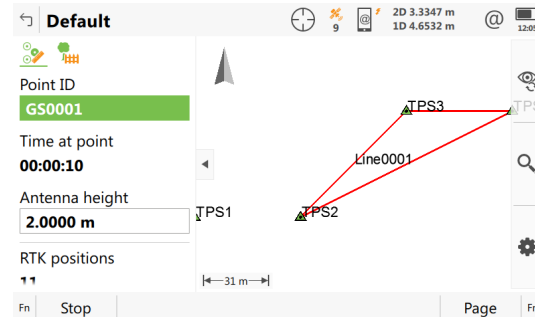 Default
9
@
2D 3.3347 m
1D 4.6532 m
@
Point ID
GS0001
Time at point
00:00:10
Antenna height
2.0000 m
RTK positions
11
TPS3
Line0001
TPS1
TPS2
31 m
Fn
Stop
Page